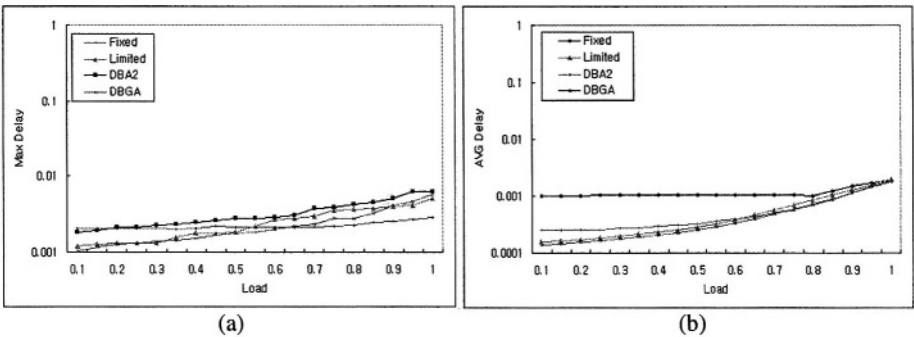 1
0.1
0.01
0.001
Max Delay
Fixed
Limited
DBA2
DBGA
0.1 0.2 0.3 0.4 0.5 0.6 0.7 0.8 0.9 1
Load
(a)
1
0.1
0.01
0.001
0.0001
AVG Delay
Fixed
Limited
DBA2
DBGA
0.1 0.2 0.3 0.4 0.5 0.6 0.7 0.8 0.9 1
Load
(b)